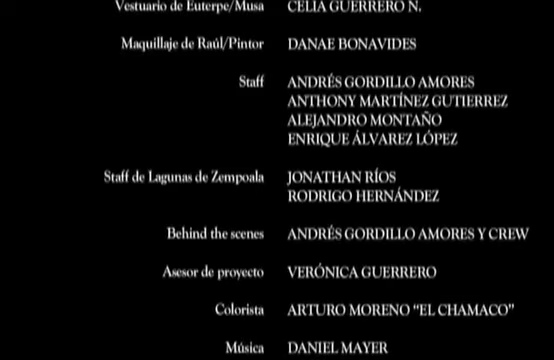 Vestuario de Euterpe/Musa CELIA GUERRERO N.
Maquillaje de Raúl/Pintor DANAE BONAVIDES
Staff ANDRÉS GORDILLO AMORES
ANTHONY MARTÍNEZ GUTIERREZ
ALEJANDRO MONTAÑO
ENRIQUE ÁLVAREZ LÓPEZ
Staff de Lagunas de Zempoala JONATHAN RÍOS
RODRIGO HERNÁNDEZ
Behind the scenes ANDRÉS GORDILLO AMORES Y CREW
Asesor de proyecto VERÓNICA GUERRERO
Colorista ARTURO MORENO “EL CHAMACO”
Música DANIEL MAYER